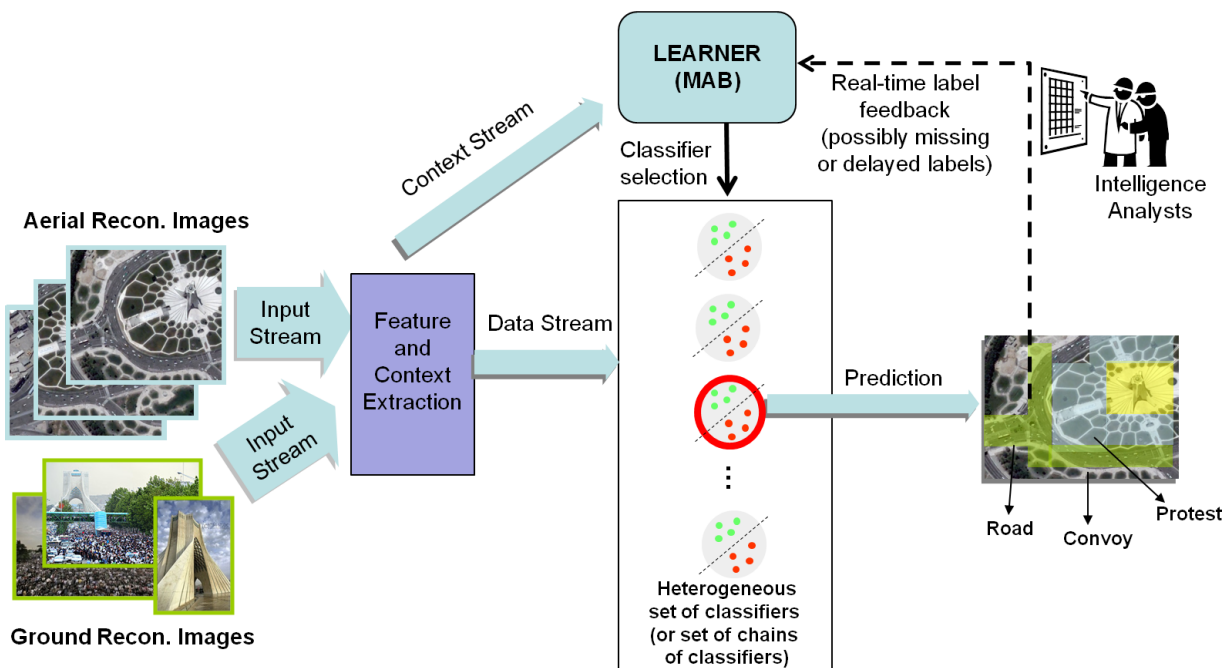 LEARNER
(MAB)
Real-time label
feedback
(possibly missing
or delayed labels)
Intelligence
Analysts
Context Stream
Classifier
selection
Aerial Recon. Images
Input
Stream
Feature
and
Context
Extraction
Data Stream
Prediction
Input
Stream
...
Road
Convoy
Protest
Heterogeneous
set of classifiers
(or set of chains
of classifiers)
Ground Recon. Images